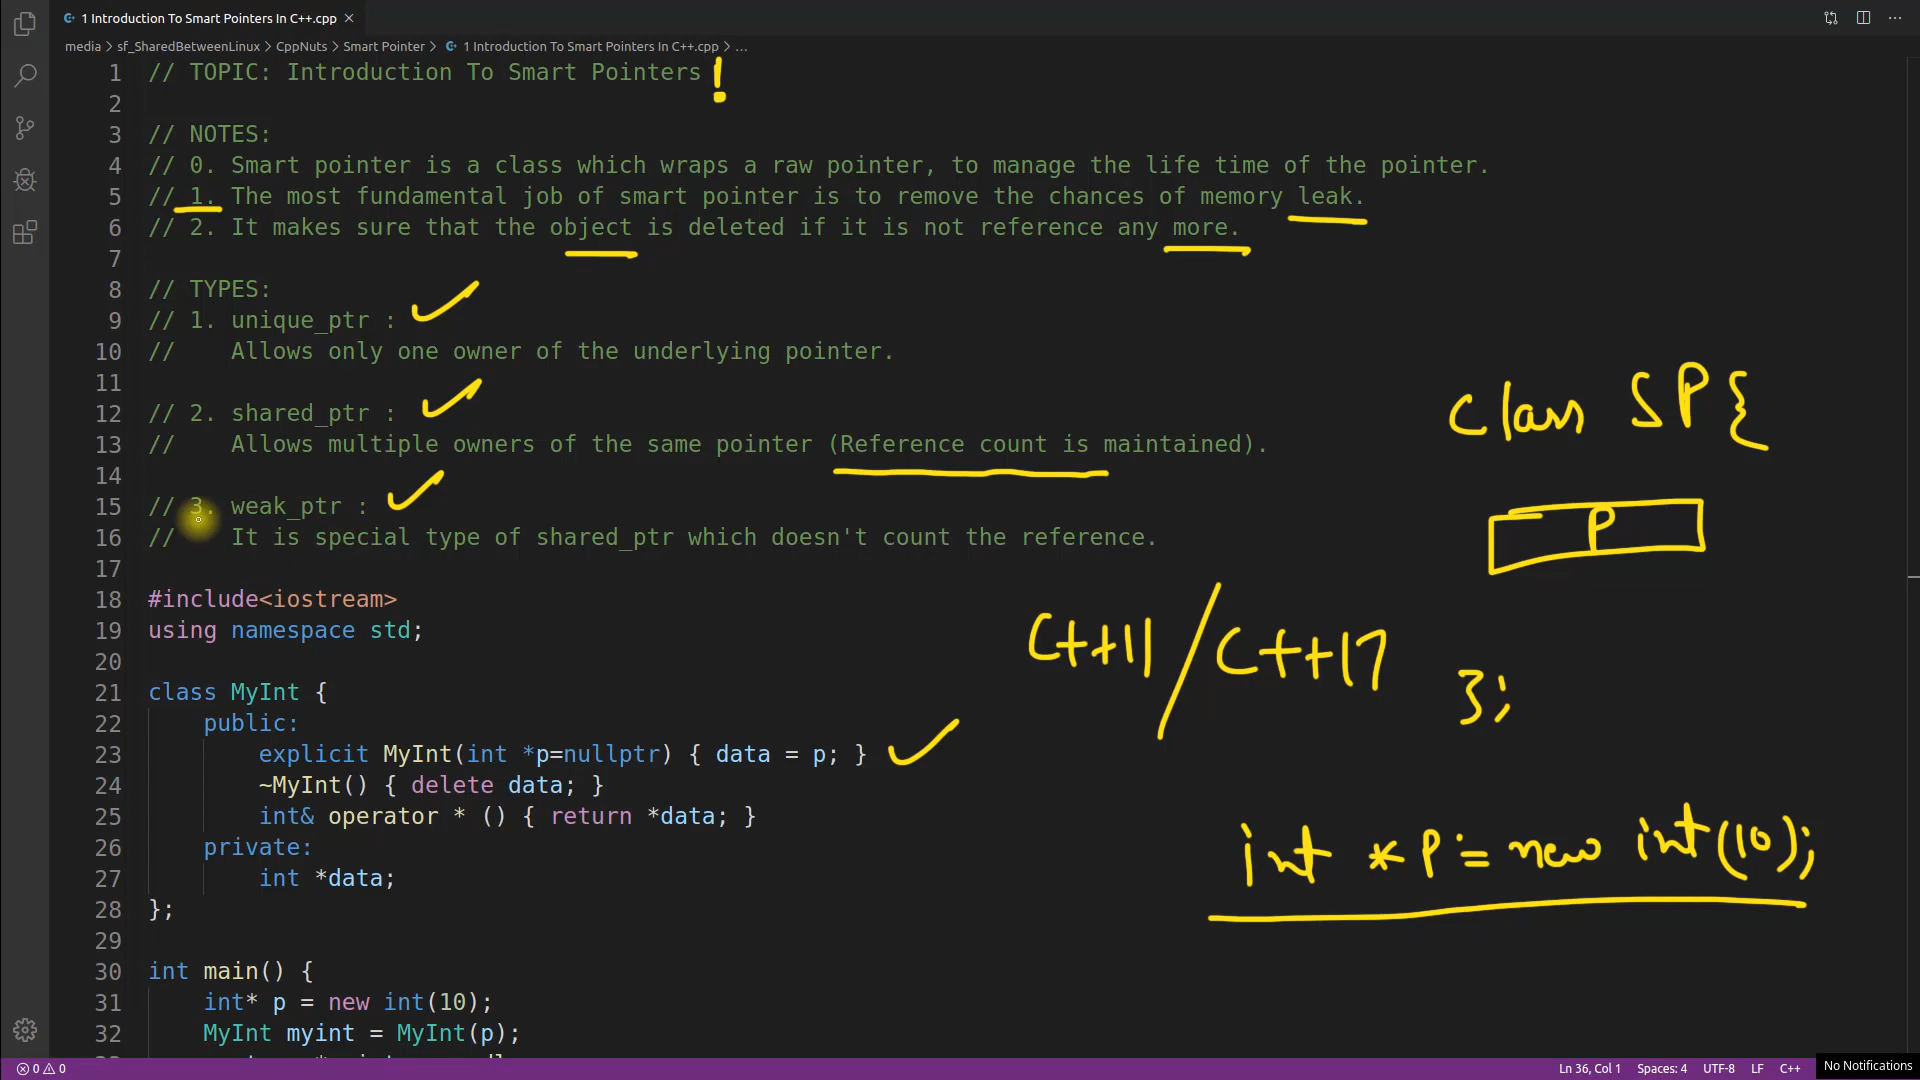 1 Introduction To Smart Pointers In C++.cpp ×
media > sf_SharedBetweenLinux > CppNuts > Smart Pointer > 1 Introduction To Smart Pointers In C++.cpp > ...
1 // TOPIC: Introduction To Smart Pointers !
2
3 // NOTES:
4 // 0. Smart pointer is a class which wraps a raw pointer, to manage the life time of the pointer.
5 // 1. The most fundamental job of smart pointer is to remove the chances of memory leak.
6 // 2. It makes sure that the object is deleted if it is not reference any more.
7
8 // TYPES:
9 // 1. unique_ptr :
10 //    Allows only one owner of the underlying pointer.
11
12 // 2. shared_ptr :
13 //    Allows multiple owners of the same pointer (Reference count is maintained).
14
15 // 3. weak_ptr :
16 //    It is special type of shared_ptr which doesn't count the reference.
17
18 #include<iostream>
19 using namespace std;
20
21 class MyInt {
22     public:
23         explicit MyInt(int *p=nullptr) { data = p; }
24         ~MyInt() { delete data; }
25         int& operator * () { return *data; }
26     private:
27         int *data;
28 };
29
30 int main() {
31     int* p = new int(10);
32     MyInt myint = MyInt(p);
class SP{
P
C++11 / C++17
};
int *P = new int(10);
0 0
Ln 36, Col 1 Spaces: 4 UTF-8 LF C++ No Notifications